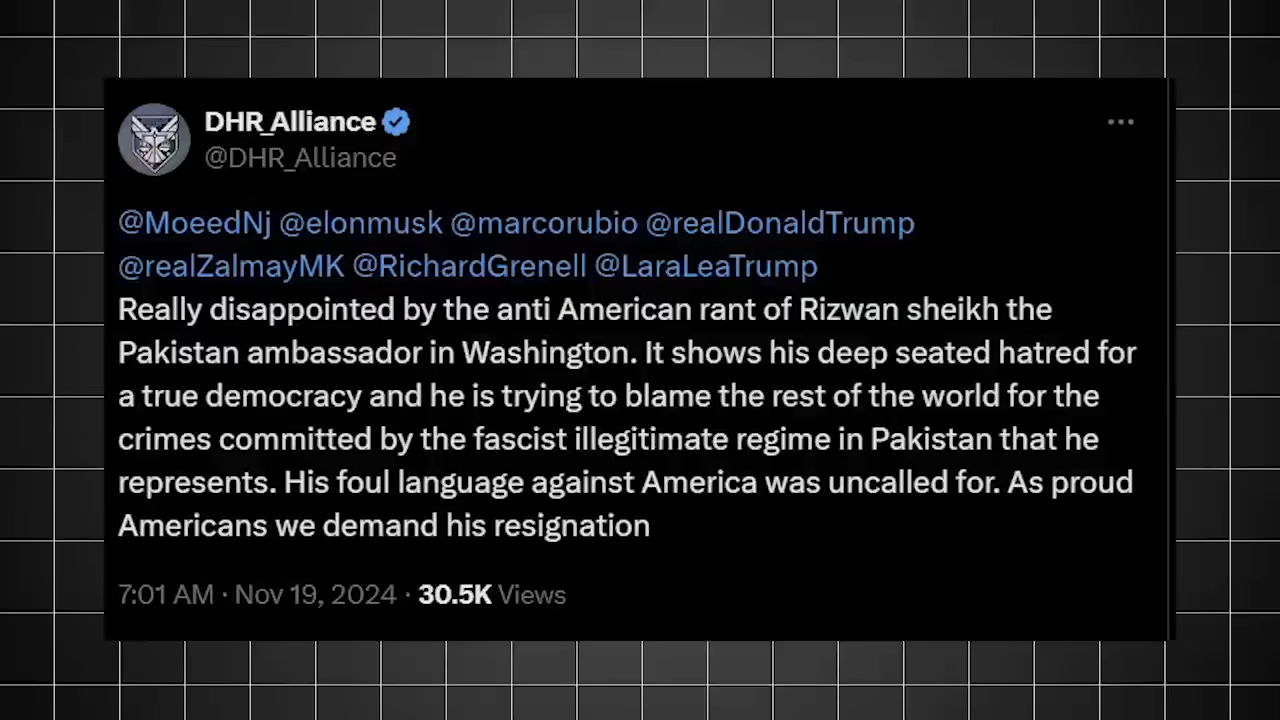 DHR_Alliance
@DHR_Alliance
@MoeedNj @elonmusk @marcorubio @realDonaldTrump
@realZalmayMK @RichardGrenell @LaraLeaTrump
Really disappointed by the anti American rant of Rizwan sheikh the
Pakistan ambassador in Washington. It shows his deep seated hatred for
a true democracy and he is trying to blame the rest of the world for the
crimes committed by the fascist illegitimate regime in Pakistan that he
represents. His foul language against America was uncalled for. As proud
Americans we demand his resignation
7:01 AM · Nov 19, 2024 · 30.5K Views